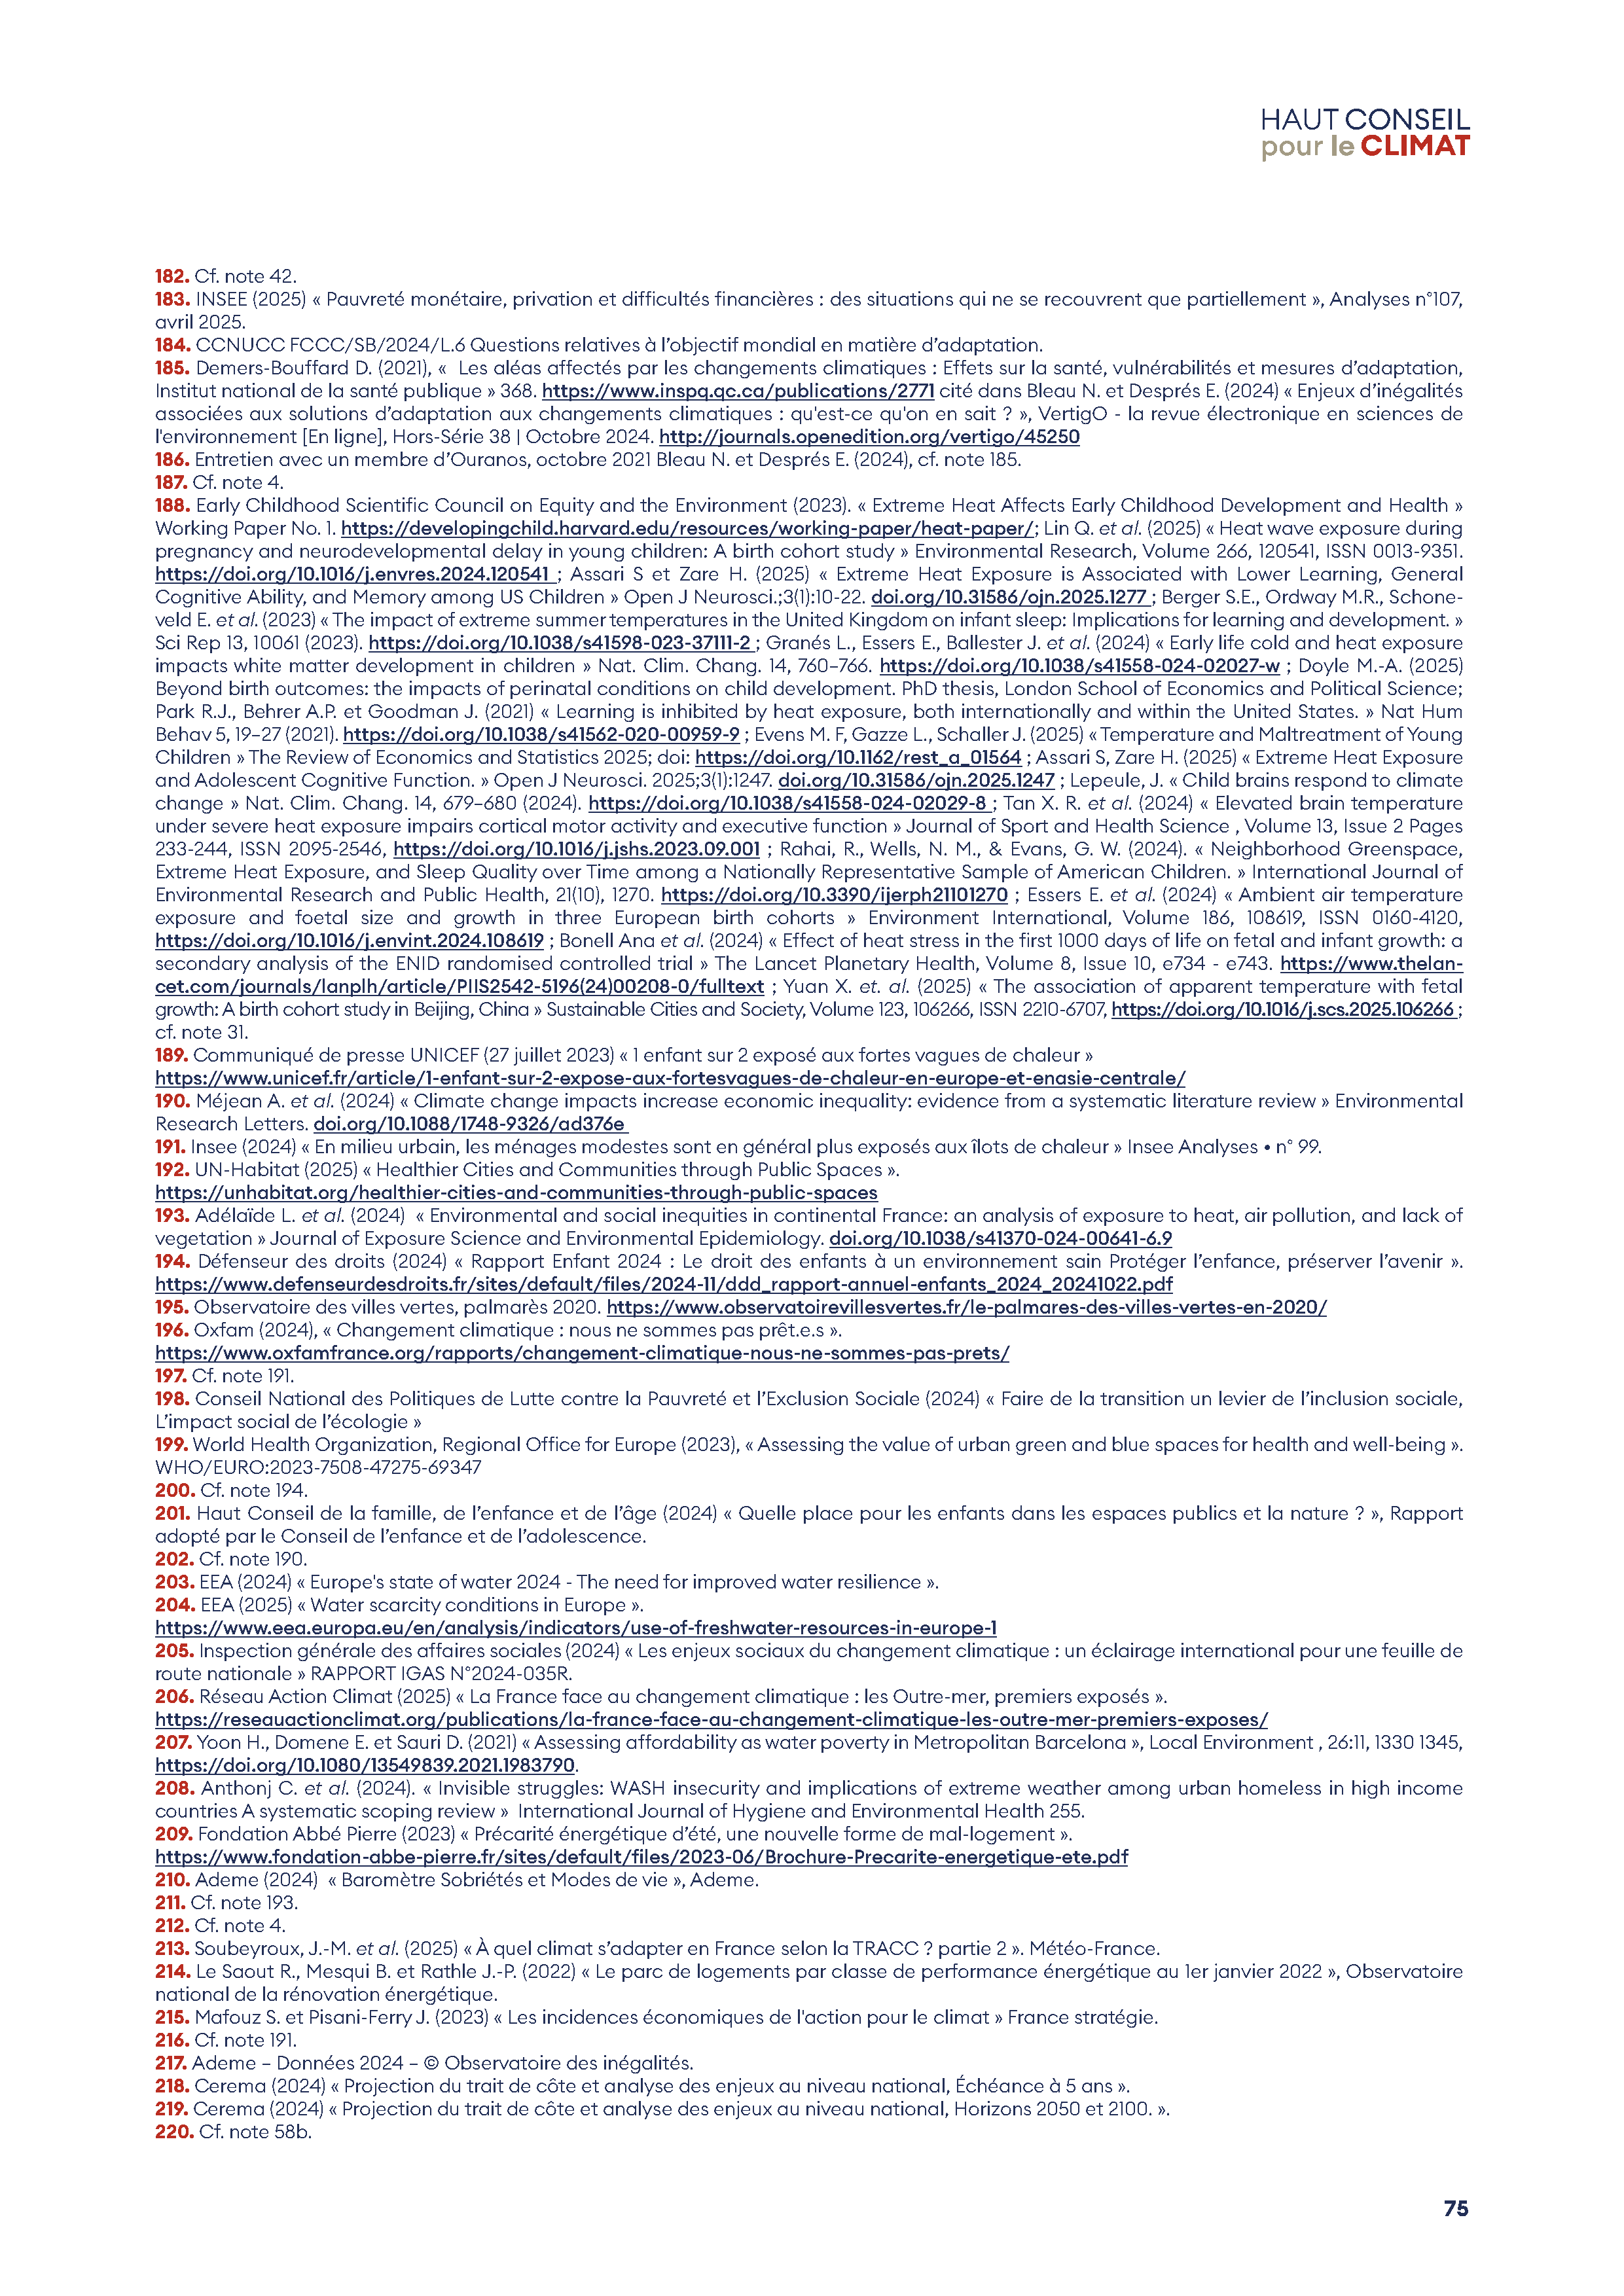 HAUT CONSEIL
pour le CLIMAT
182. Cf. note 42.
183. INSEE (2025) « Pauvreté monétaire, privation et difficultés financières : des situations qui ne se recouvrent que partiellement », Analyses n°107,
avril 2025.
184. CCNUCC FCCC/SB/2024/L.6 Questions relatives à l’objectif mondial en matière d’adaptation.
185. Demers-Bouffard D. (2021), « Les aléas affectés par les changements climatiques : Effets sur la santé, vulnérabilités et mesures d’adaptation,
Institut national de la santé publique » 368. https://www.inspq.qc.ca/publications/2771 cité dans Bleau N. et Després E. (2024) « Enjeux d’inégalités
associées aux solutions d’adaptation aux changements climatiques : qu'est-ce qu'on en sait ? », VertigO - la revue électronique en sciences de
l'environnement [En ligne], Hors-Série 38 | Octobre 2024. http://journals.openedition.org/vertigo/45250
186. Entretien avec un membre d’Ouranos, octobre 2021 Bleau N. et Després E. (2024), cf. note 185.
187. Cf. note 4.
188. Early Childhood Scientific Council on Equity and the Environment (2023). « Extreme Heat Affects Early Childhood Development and Health »
Working Paper No. 1. https://developingchild.harvard.edu/resources/working-paper/heat-paper/; Lin Q. et al. (2025) « Heat wave exposure during
pregnancy and neurodevelopmental delay in young children: A birth cohort study » Environmental Research, Volume 266, 120541, ISSN 0013-9351.
https://doi.org/10.1016/j.envres.2024.120541 ; Assari S et Zare H. (2025) « Extreme Heat Exposure is Associated with Lower Learning, General
Cognitive Ability, and Memory among US Children » Open J Neurosci.;3(1):10-22. doi.org/10.31586/ojn.2025.1277 ; Berger S.E., Ordway M.R., Schone-
veld E. et al. (2023) « The impact of extreme summer temperatures in the United Kingdom on infant sleep: Implications for learning and development. »
Sci Rep 13, 10061 (2023). https://doi.org/10.1038/s41598-023-37111-2 ; Granés L., Essers E., Ballester J. et al. (2024) « Early life cold and heat exposure
impacts white matter development in children » Nat. Clim. Chang. 14, 760–766. https://doi.org/10.1038/s41558-024-02027-w ; Doyle M.-A. (2025)
Beyond birth outcomes: the impacts of perinatal conditions on child development. PhD thesis, London School of Economics and Political Science;
Park R.J., Behrer A.P. et Goodman J. (2021) « Learning is inhibited by heat exposure, both internationally and within the United States. » Nat Hum
Behav 5, 19–27 (2021). https://doi.org/10.1038/s41562-020-00959-9 ; Evens M. F, Gazze L., Schaller J. (2025) « Temperature and Maltreatment of Young
Children » The Review of Economics and Statistics 2025; doi: https://doi.org/10.1162/rest_a_01564 ; Assari S, Zare H. (2025) « Extreme Heat Exposure
and Adolescent Cognitive Function. » Open J Neurosci. 2025;3(1):1247. doi.org/10.31586/ojn.2025.1247 ; Lepeule, J. « Child brains respond to climate
change » Nat. Clim. Chang. 14, 679–680 (2024). https://doi.org/10.1038/s41558-024-02029-8 ; Tan X. R. et al. (2024) « Elevated brain temperature
under severe heat exposure impairs cortical motor activity and executive function » Journal of Sport and Health Science , Volume 13, Issue 2 Pages
233-244, ISSN 2095-2546, https://doi.org/10.1016/j.jshs.2023.09.001 ; Rahai, R., Wells, N. M., & Evans, G. W. (2024). « Neighborhood Greenspace,
Extreme Heat Exposure, and Sleep Quality over Time among a Nationally Representative Sample of American Children. » International Journal of
Environmental Research and Public Health, 21(10), 1270. https://doi.org/10.3390/ijerph21101270 ; Essers E. et al. (2024) « Ambient air temperature
exposure and foetal size and growth in three European birth cohorts » Environment International, Volume 186, 108619, ISSN 0160-4120,
https://doi.org/10.1016/j.envint.2024.108619 ; Bonell Ana et al. (2024) « Effect of heat stress in the first 1000 days of life on fetal and infant growth: a
secondary analysis of the ENID randomised controlled trial » The Lancet Planetary Health, Volume 8, Issue 10, e734 - e743. https://www.thelan-
cet.com/journals/lanplh/article/PIIS2542-5196(24)00208-0/fulltext ; Yuan X. et. al. (2025) « The association of apparent temperature with fetal
growth: A birth cohort study in Beijing, China » Sustainable Cities and Society, Volume 123, 106266, ISSN 2210-6707, https://doi.org/10.1016/j.scs.2025.106266 ;
cf. note 31.
189. Communiqué de presse UNICEF (27 juillet 2023) « 1 enfant sur 2 exposé aux fortes vagues de chaleur »
https://www.unicef.fr/article/1-enfant-sur-2-expose-aux-fortesvagues-de-chaleur-en-europe-et-enasie-centrale/
190. Méjean A. et al. (2024) « Climate change impacts increase economic inequality: evidence from a systematic literature review » Environmental
Research Letters. doi.org/10.1088/1748-9326/ad376e
191. Insee (2024) « En milieu urbain, les ménages modestes sont en général plus exposés aux îlots de chaleur » Insee Analyses • n° 99.
192. UN-Habitat (2025) « Healthier Cities and Communities through Public Spaces ».
https://unhabitat.org/healthier-cities-and-communities-through-public-spaces
193. Adélaïde L. et al. (2024) « Environmental and social inequities in continental France: an analysis of exposure to heat, air pollution, and lack of
vegetation » Journal of Exposure Science and Environmental Epidemiology. doi.org/10.1038/s41370-024-00641-6.9
194. Défenseur des droits (2024) « Rapport Enfant 2024 : Le droit des enfants à un environnement sain Protéger l’enfance, préserver l’avenir ».
https://www.defenseurdesdroits.fr/sites/default/files/2024-11/ddd_rapport-annuel-enfants_2024_20241022.pdf
195. Observatoire des villes vertes, palmarès 2020. https://www.observatoirevillesvertes.fr/le-palmares-des-villes-vertes-en-2020/
196. Oxfam (2024), « Changement climatique : nous ne sommes pas prêt.e.s ».
https://www.oxfamfrance.org/rapports/changement-climatique-nous-ne-sommes-pas-prets/
197. Cf. note 191.
198. Conseil National des Politiques de Lutte contre la Pauvreté et l’Exclusion Sociale (2024) « Faire de la transition un levier de l’inclusion sociale,
L’impact social de l’écologie »
199. World Health Organization, Regional Office for Europe (2023), « Assessing the value of urban green and blue spaces for health and well-being ».
WHO/EURO:2023-7508-47275-69347
200. Cf. note 194.
201. Haut Conseil de la famille, de l’enfance et de l’âge (2024) « Quelle place pour les enfants dans les espaces publics et la nature ? », Rapport
adopté par le Conseil de l’enfance et de l’adolescence.
202. Cf. note 190.
203. EEA (2024) « Europe's state of water 2024 - The need for improved water resilience ».
204. EEA (2025) « Water scarcity conditions in Europe ».
https://www.eea.europa.eu/en/analysis/indicators/use-of-freshwater-resources-in-europe-1
205. Inspection générale des affaires sociales (2024) « Les enjeux sociaux du changement climatique : un éclairage international pour une feuille de
route nationale » RAPPORT IGAS N°2024-035R.
206. Réseau Action Climat (2025) « La France face au changement climatique : les Outre-mer, premiers exposés ».
https://reseauactionclimat.org/publications/la-france-face-au-changement-climatique-les-outre-mer-premiers-exposes/
207. Yoon H., Domene E. et Sauri D. (2021) « Assessing affordability as water poverty in Metropolitan Barcelona », Local Environment , 26:11, 1330 1345,
https://doi.org/10.1080/13549839.2021.1983790.
208. Anthonj C. et al. (2024). « Invisible struggles: WASH insecurity and implications of extreme weather among urban homeless in high income
countries A systematic scoping review » International Journal of Hygiene and Environmental Health 255.
209. Fondation Abbé Pierre (2023) « Précarité énergétique d’été, une nouvelle forme de mal-logement ».
https://www.fondation-abbe-pierre.fr/sites/default/files/2023-06/Brochure-Precarite-energetique-ete.pdf
210. Ademe (2024) « Baromètre Sobriétés et Modes de vie », Ademe.
211. Cf. note 193.
212. Cf. note 4.
213. Soubeyroux, J.-M. et al. (2025) « À quel climat s’adapter en France selon la TRACC ? partie 2 ». Météo-France.
214. Le Saout R., Mesqui B. et Rathle J.-P. (2022) « Le parc de logements par classe de performance énergétique au 1er janvier 2022 », Observatoire
national de la rénovation énergétique.
215. Mafouz S. et Pisani-Ferry J. (2023) « Les incidences économiques de l'action pour le climat » France stratégie.
216. Cf. note 191.
217. Ademe – Données 2024 – © Observatoire des inégalités.
218. Cerema (2024) « Projection du trait de côte et analyse des enjeux au niveau national, Échéance à 5 ans ».
219. Cerema (2024) « Projection du trait de côte et analyse des enjeux au niveau national, Horizons 2050 et 2100. ».
220. Cf. note 58b.
75